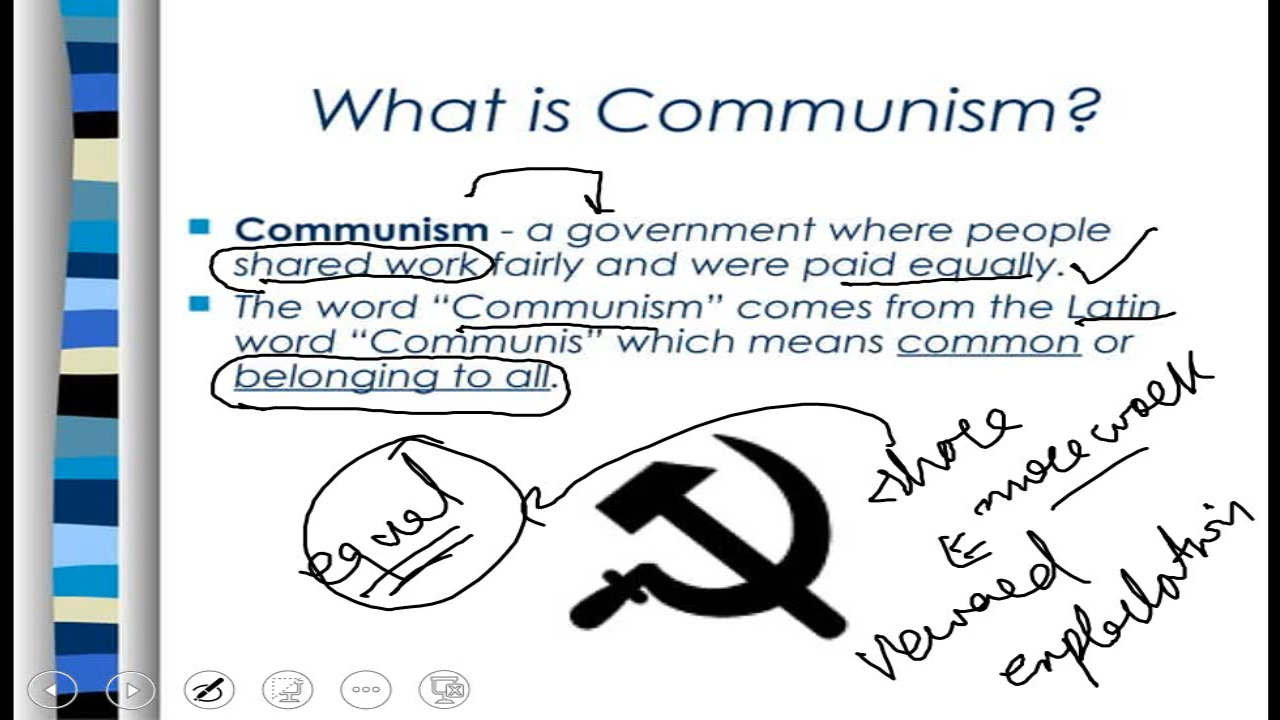 What is Communism?
Communism - a government where people
shared work fairly and were paid equally.
The word “Communism” comes from the Latin
word “Communis” which means common or
belonging to all.
equal
share
more work
reward